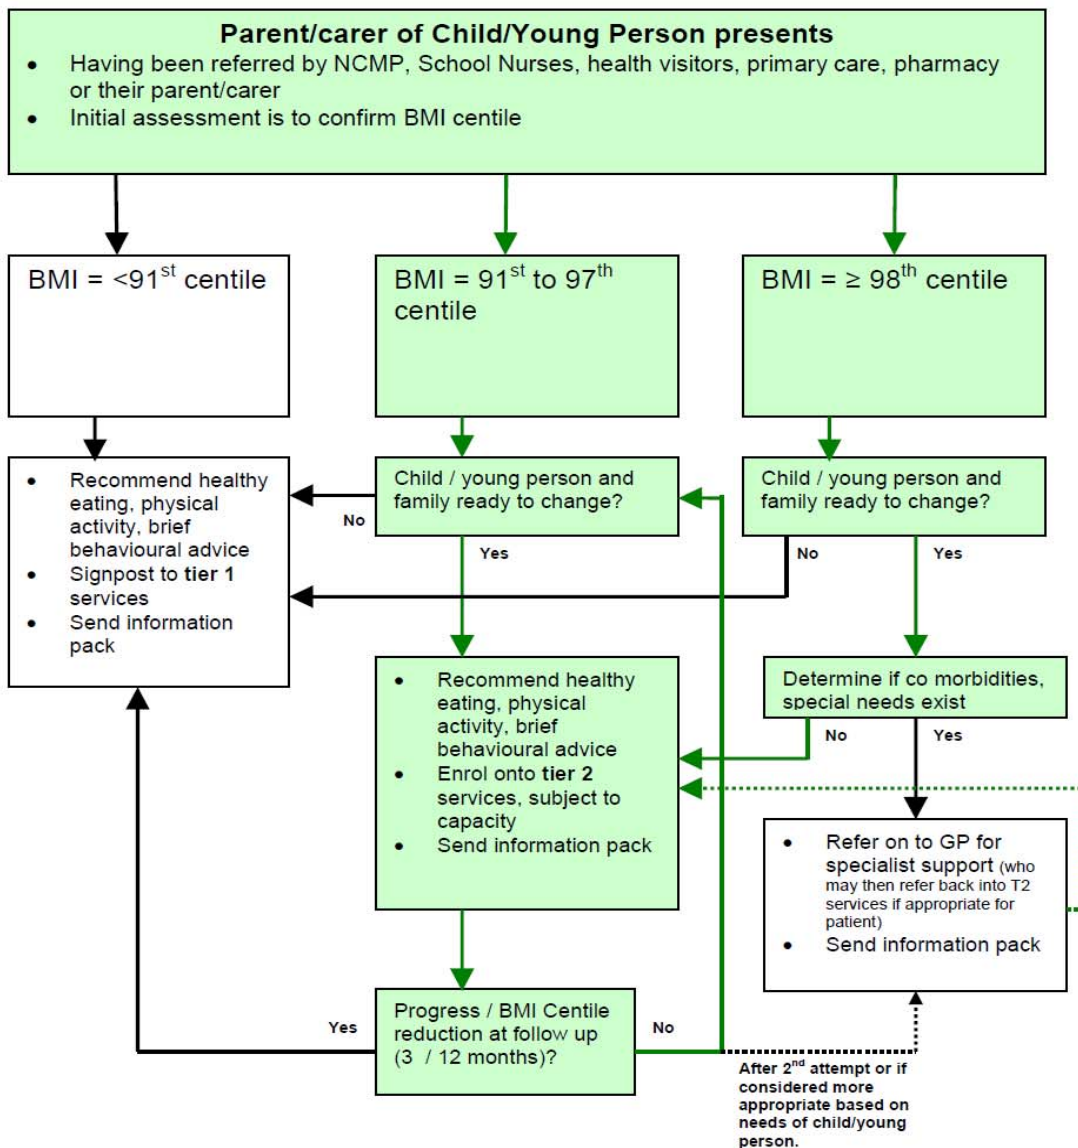 Parent/carer of Child/Young Person presents
• Having been referred by NCMP, School Nurses, health visitors, primary care, pharmacy
or their parent/carer
• Initial assessment is to confirm BMI centile
BMI = <91st centile
BMI = 91st to 97th
centile
BMI = ≥ 98th centile
• Recommend healthy
eating, physical
activity, brief
behavioural advice
• Signpost to tier 1
services
• Send information
pack
Child / young person and
family ready to change?
No
Yes
Child / young person and
family ready to change?
No
Yes
• Recommend healthy
eating, physical
activity, brief
behavioural advice
• Enrol onto tier 2
services, subject to
capacity
• Send information pack
Determine if co morbidities,
special needs exist
No
Yes
• Refer on to GP for
specialist support (who
may then refer back into T2
services if appropriate for
patient)
• Send information pack
Progress / BMI Centile
reduction at follow up
(3 / 12 months)?
Yes
No
After 2nd attempt or if
considered more
appropriate based on
needs of child/young
person.